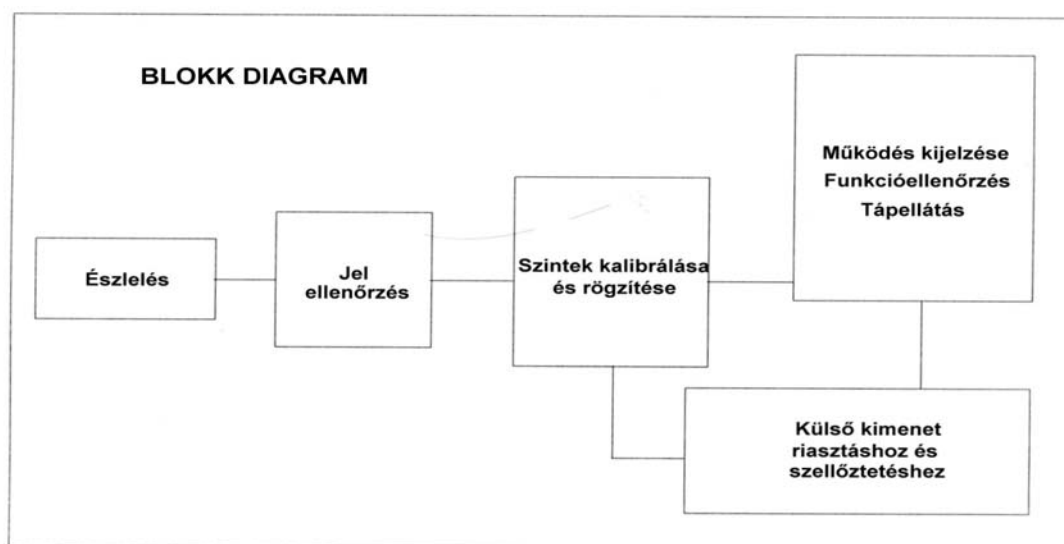 BLOKK DIAGRAM
Észlelés
Jel
ellenőrzés
Szintek kalibrálása
és rögzítése
Működés kijelzése
Funkcióellenőrzés
Tápellátás
Külső kimenet
riasztáshoz és
szellőztetéshez